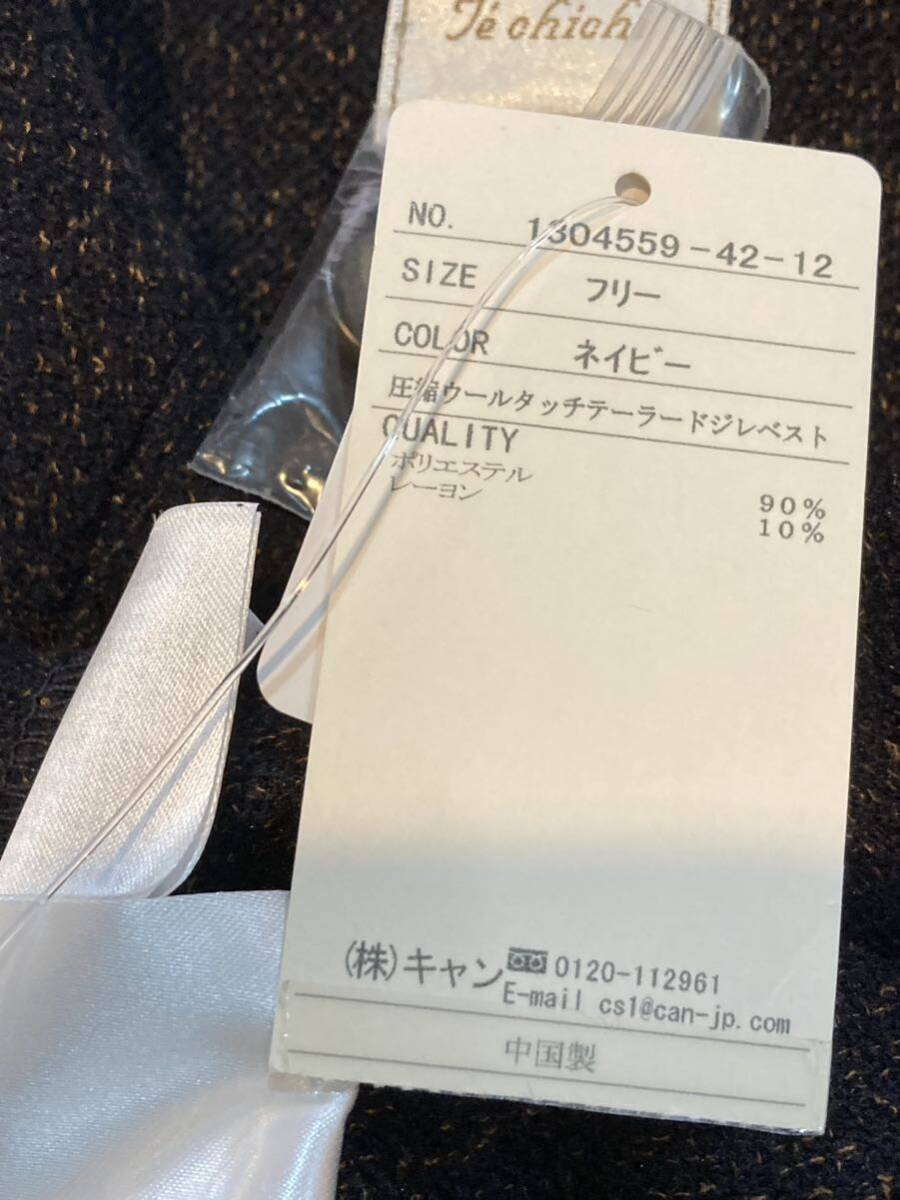 Té chich
NO. 1304559-42-12
SIZE フリー
COLOR ネイビー
圧縮ウールタッチテーラードジレベスト
QUALITY
ポリエステル 90%
レーヨン 10%
(株)キャン 0120-112961
E-mail cs1@can-jp.com
中国製